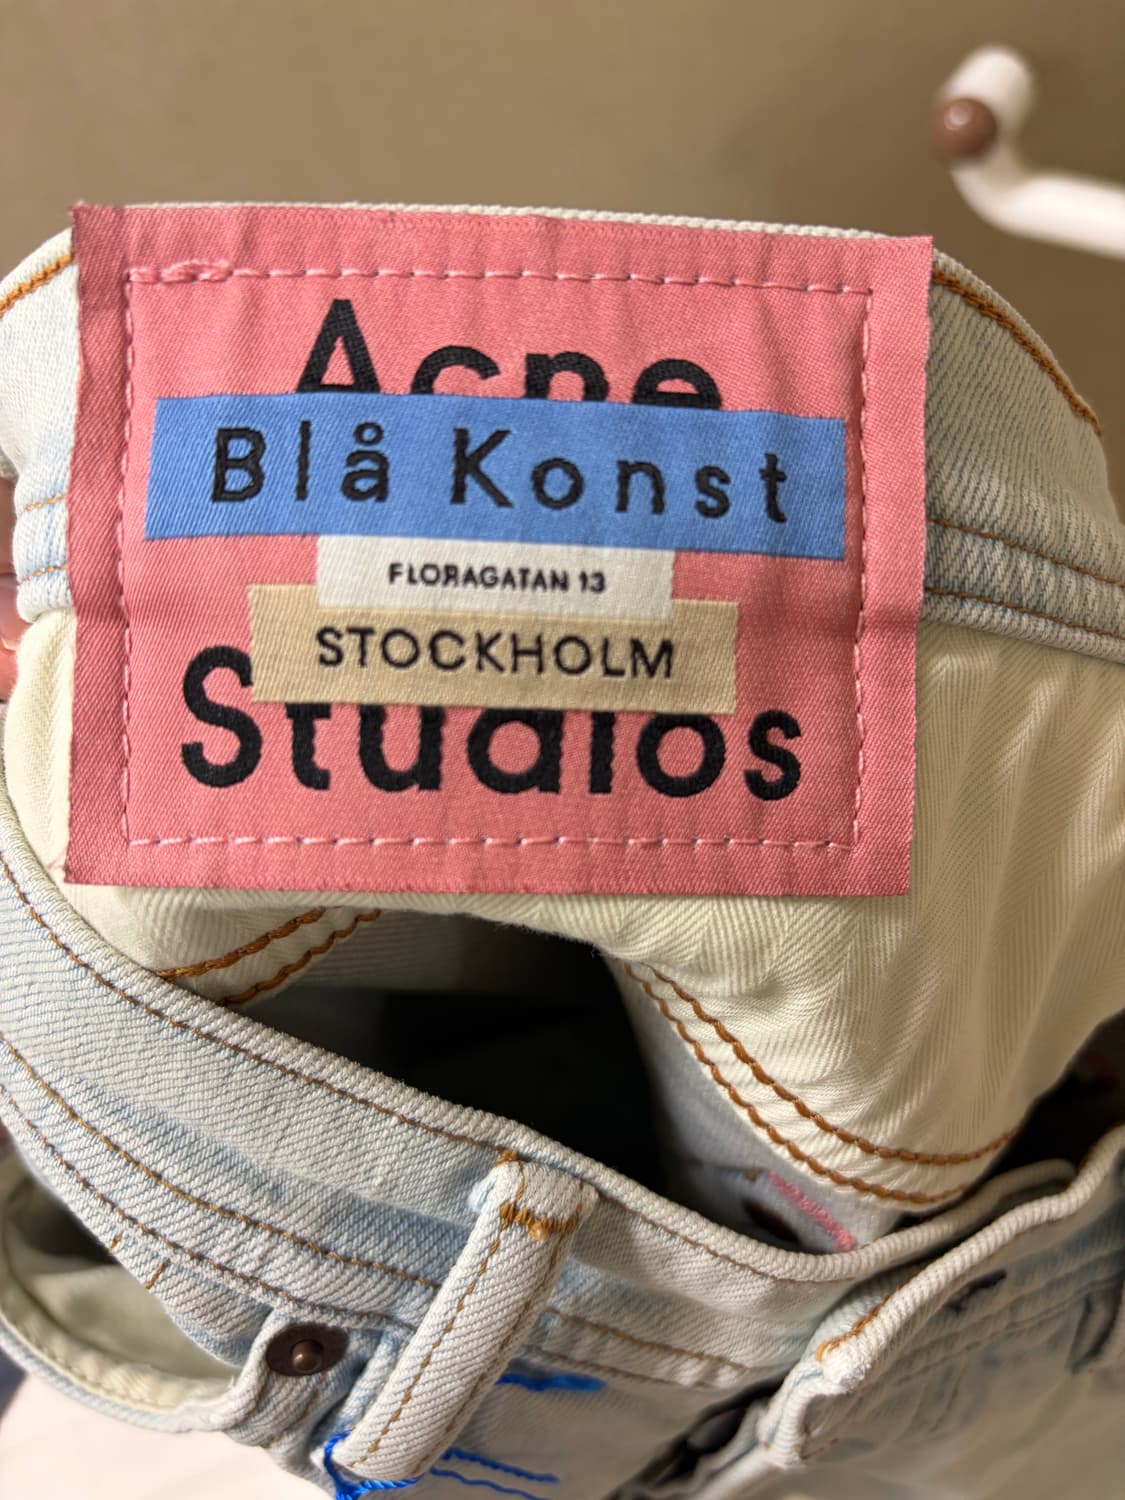 Acne
Blå Konst
FLORAGATAN 13
STOCKHOLM
Studios